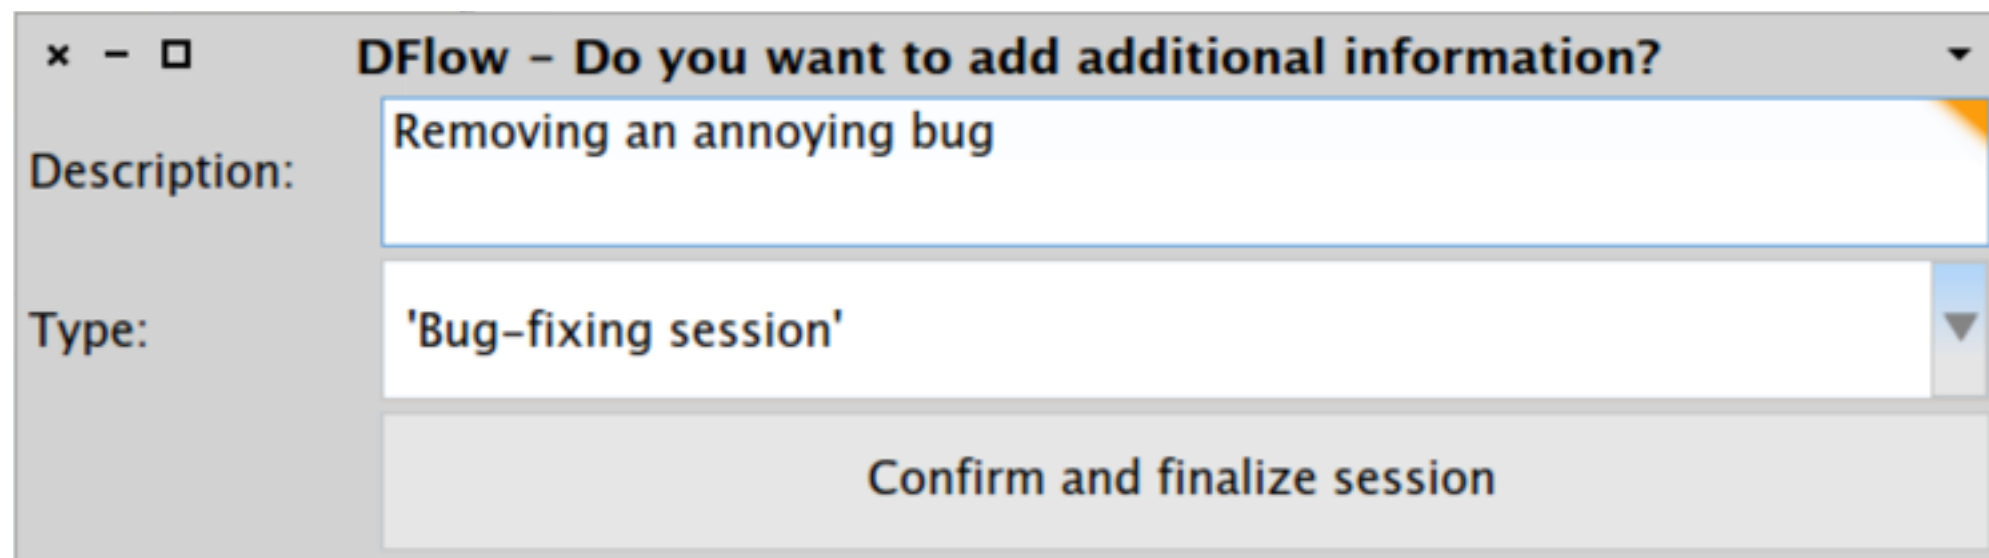 DFlow - Do you want to add additional information?
Description:
Removing an annoying bug
Type:
'Bug-fixing session'
Confirm and finalize session